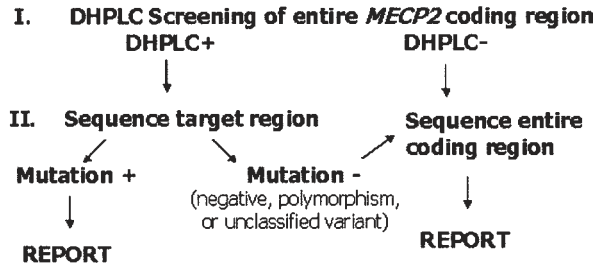 I. DHPLC Screening of entire MECP2 coding region
DHPLC+ DHPLC-
II. Sequence target region
Sequence entire
coding region
Mutation + Mutation -
(negative, polymorphism,
or unclassified variant)
REPORT REPORT